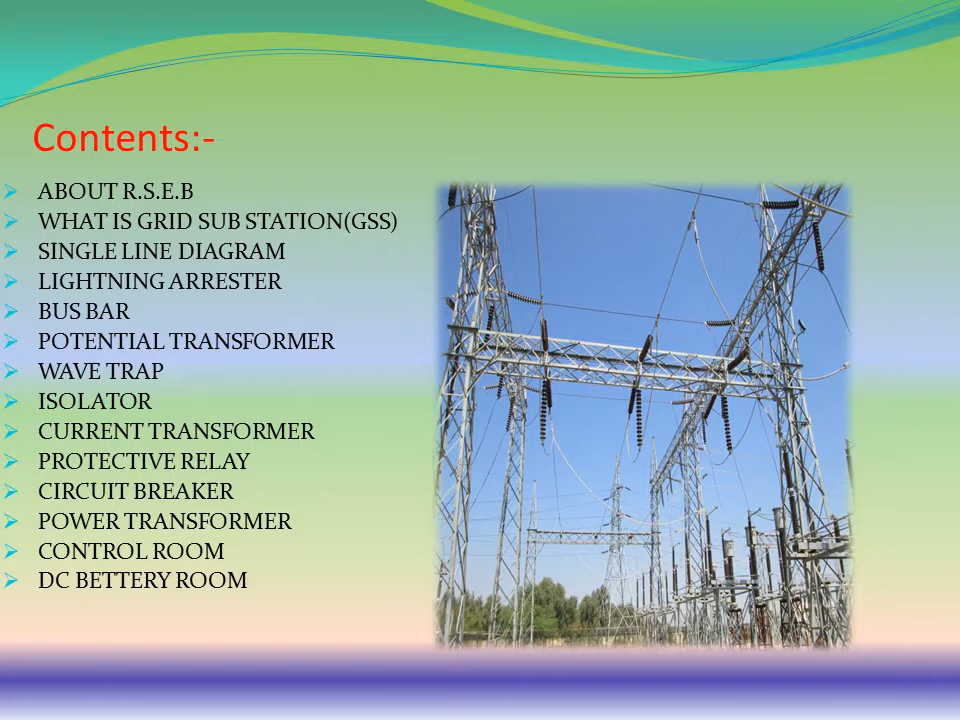 Contents:-
ABOUT R.S.E.B
WHAT IS GRID SUB STATION(GSS)
SINGLE LINE DIAGRAM
LIGHTNING ARRESTER
BUS BAR
POTENTIAL TRANSFORMER
WAVE TRAP
ISOLATOR
CURRENT TRANSFORMER
PROTECTIVE RELAY
CIRCUIT BREAKER
POWER TRANSFORMER
CONTROL ROOM
DC BETTERY ROOM